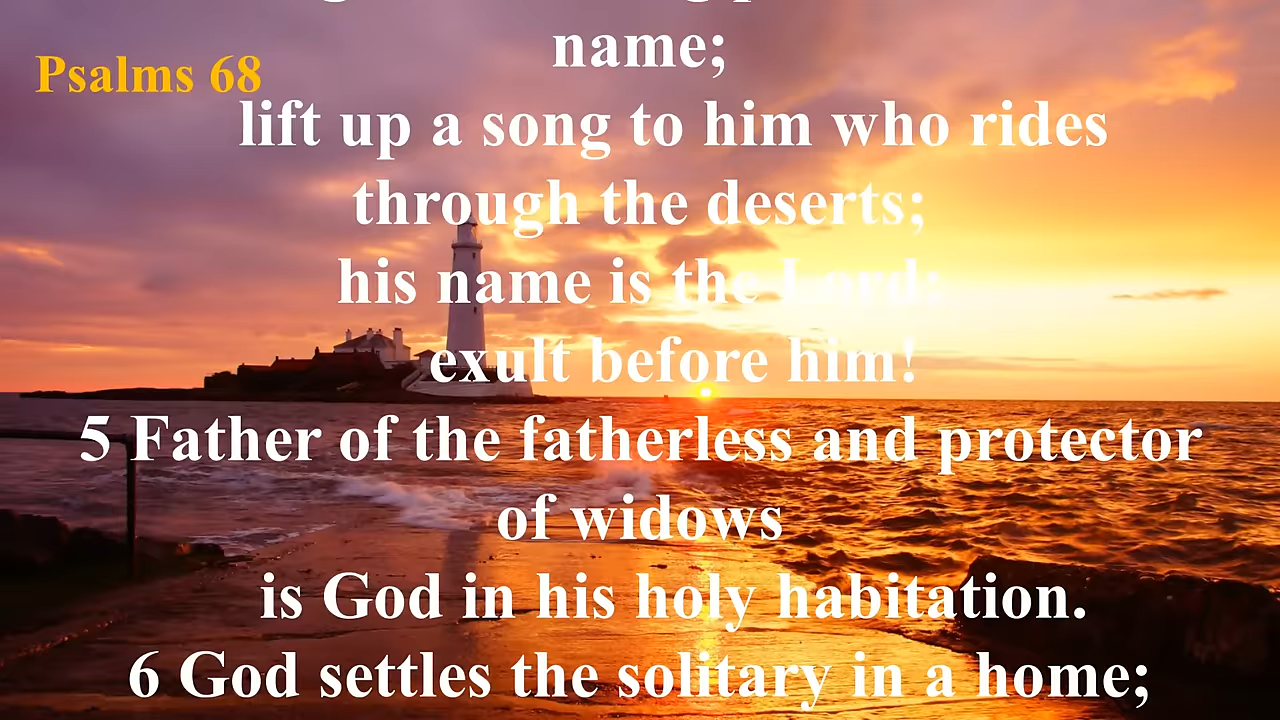 name;
Psalms 68
lift up a song to him who rides
through the deserts;
his name is the Lord;
exult before him!
5 Father of the fatherless and protector
of widows
is God in his holy habitation.
6 God settles the solitary in a home;